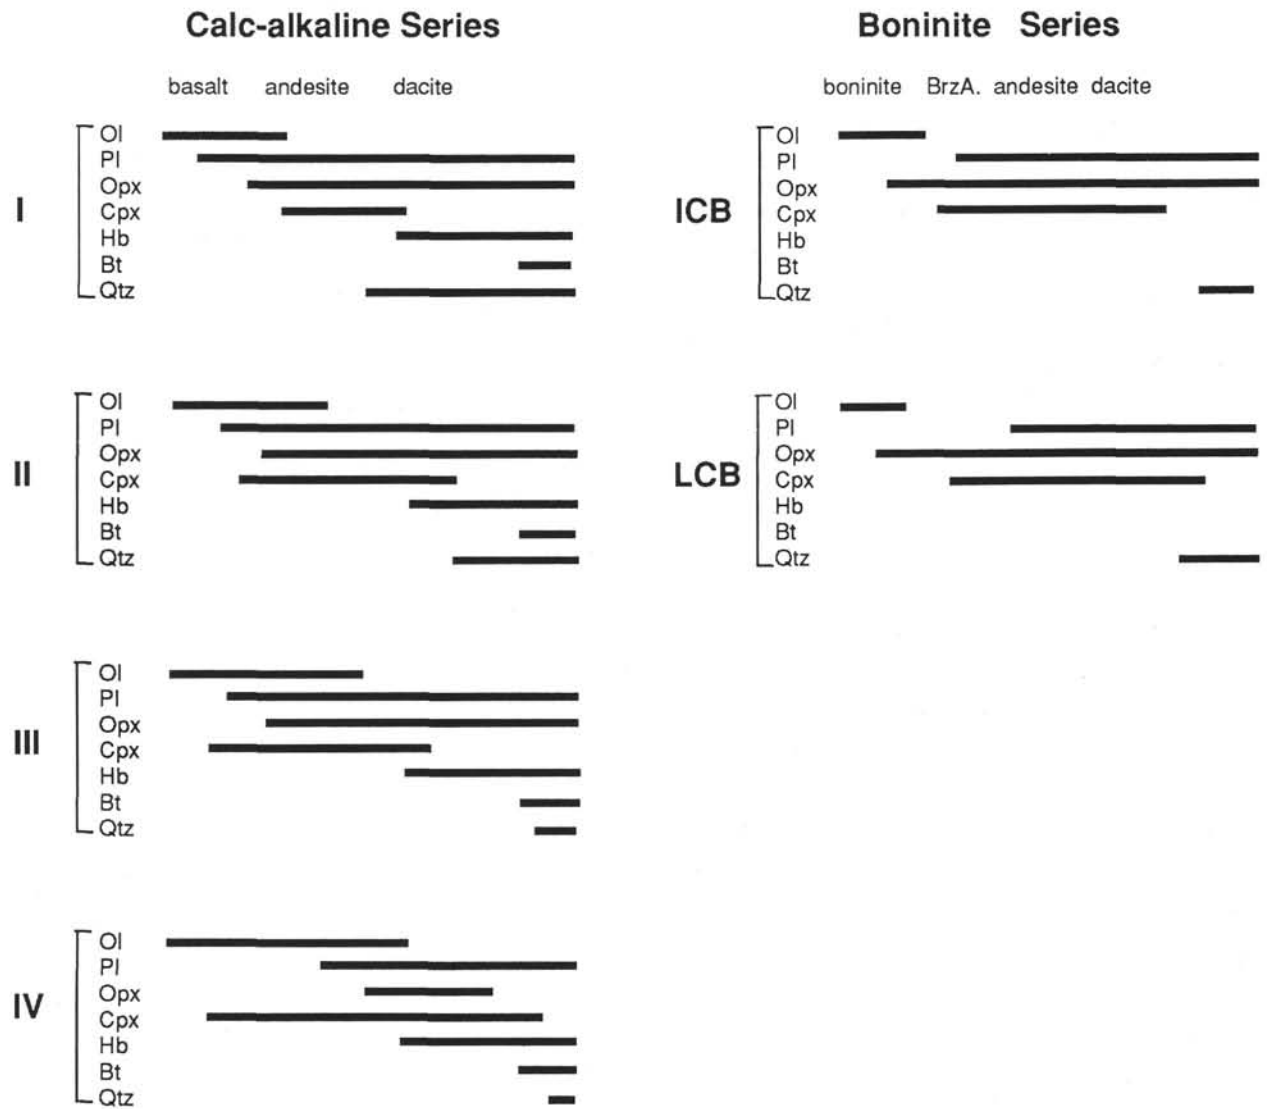 Calc-alkaline Series
basalt andesite dacite
I
Ol
Pl
Opx
Cpx
Hb
Bt
Qtz
II
Ol
Pl
Opx
Cpx
Hb
Bt
Qtz
III
Ol
Pl
Opx
Cpx
Hb
Bt
Qtz
IV
Ol
Pl
Opx
Cpx
Hb
Bt
Qtz
Boninite Series
boninite BrzA. andesite dacite
ICB
Ol
Pl
Opx
Cpx
Hb
Bt
Qtz
LCB
Ol
Pl
Opx
Cpx
Hb
Bt
Qtz